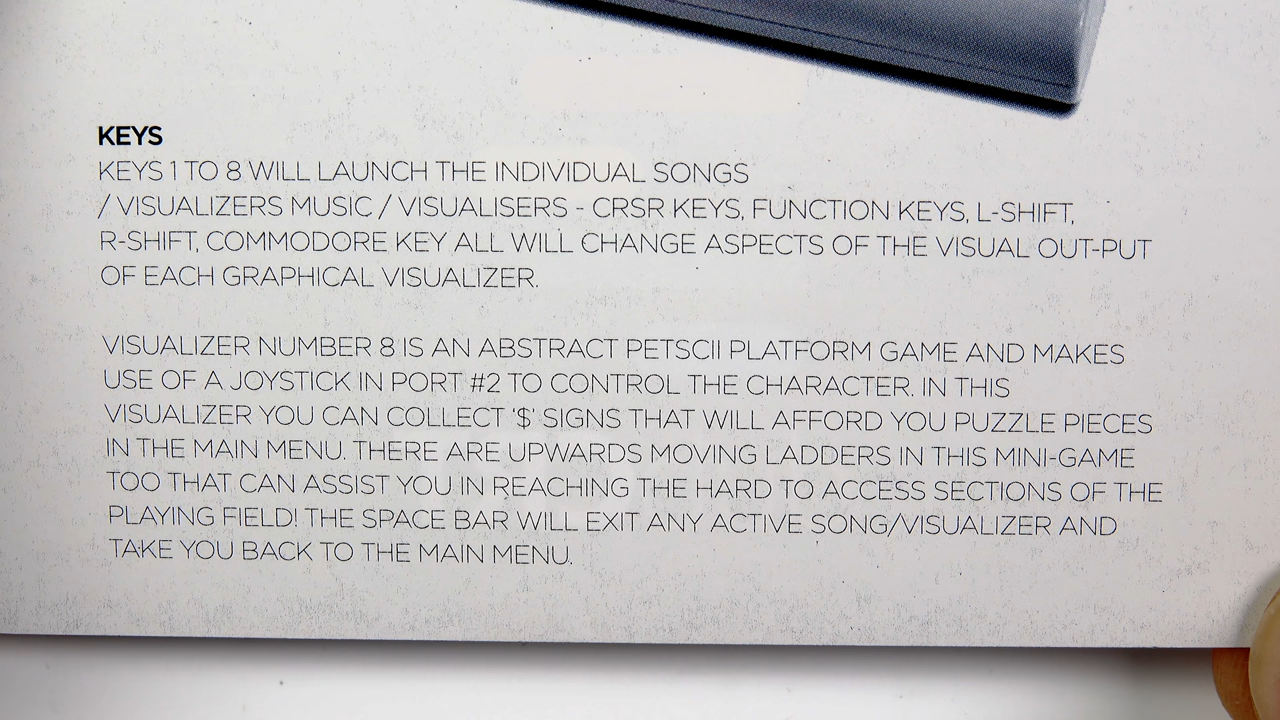 KEYS
KEYS 1 TO 8 WILL LAUNCH THE INDIVIDUAL SONGS
/ VISUALIZERS MUSIC / VISUALISERS - CRSR KEYS, FUNCTION KEYS, L-SHIFT,
R-SHIFT, COMMODORE KEY ALL WILL CHANGE ASPECTS OF THE VISUAL OUT-PUT
OF EACH GRAPHICAL VISUALIZER.
VISUALIZER NUMBER 8 IS AN ABSTRACT PETSCII PLATFORM GAME AND MAKES
USE OF A JOYSTICK IN PORT #2 TO CONTROL THE CHARACTER. IN THIS
VISUALIZER YOU CAN COLLECT '$' SIGNS THAT WILL AFFORD YOU PUZZLE PIECES
IN THE MAIN MENU. THERE ARE UPWARDS MOVING LADDERS IN THIS MINI-GAME
TOO THAT CAN ASSIST YOU IN REACHING THE HARD TO ACCESS SECTIONS OF THE
PLAYING FIELD! THE SPACE BAR WILL EXIT ANY ACTIVE SONG/VISUALIZER AND
TAKE YOU BACK TO THE MAIN MENU.